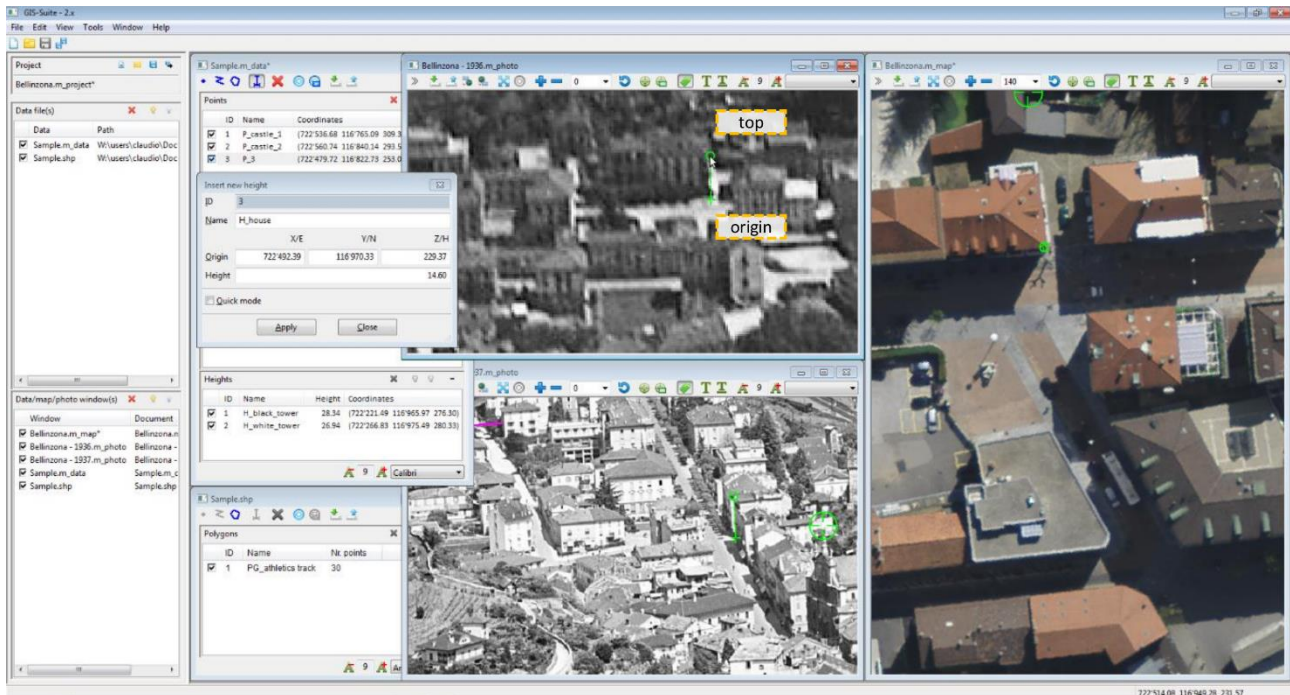 GIS-Suite - 2.x
File Edit View Tools Window Help
Project
Bellinzona.m_project*
Data file(s)
Data Path
Sample.m_data W:\users\claudio\Doc
Sample.shp W:\users\claudio\Doc
Data/map/photo window(s)
Window Document
Bellinzona.m_map* Bellinzona.n
Bellinzona - 1936.m_photo Bellinzona -
Bellinzona - 1937.m_photo Bellinzona -
Sample.m_data Sample.m_c
Sample.shp Sample.shp
Sample.m_data*
Points
ID Name Coordinates
1 P_castle_1 (722'536.68 116'765.09 309.3
2 P_castle_2 (722'560.74 116'840.14 293.5
3 P_3 (722'479.72 116'822.73 253.0
Insert new height
ID 3
Name H_house
X/E Y/N Z/H
Origin 722'492.39 116'970.33 229.37
Height 14.60
Quick mode
Apply Close
Heights
ID Name Height Coordinates
1 H_black_tower 28.34 (722'221.49 116'965.97 276.30)
2 H_white_tower 26.94 (722'266.83 116'975.49 280.33)
A 9 A Calibri
Sample.shp
Polygons
ID Name Nr. points
1 PG_athletics track 30
A 9 A Ar
Bellinzona - 1936.m_photo
0 T T A 9 A
top
origin
37.m_photo
0 T T A 9 A
Bellinzona.m_map*
140 T T A 9 A
722'514.08 116'949.28 231.57